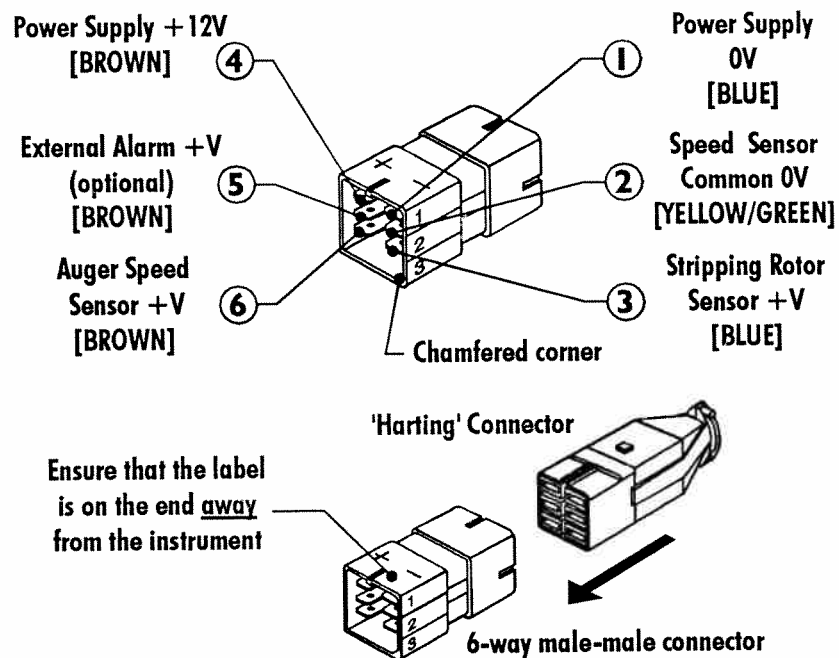 Power Supply +12V
[BROWN]
4
External Alarm +V
(optional)
[BROWN]
5
Auger Speed
Sensor +V
[BROWN]
6
1
Power Supply
0V
[BLUE]
2
Speed Sensor
Common 0V
[YELLOW/GREEN]
3
Stripping Rotor
Sensor +V
[BLUE]
+ −
1
2
3
Chamfered corner
'Harting' Connector
Ensure that the label
is on the end away
from the instrument
+ −
1
2
3
6-way male-male connector